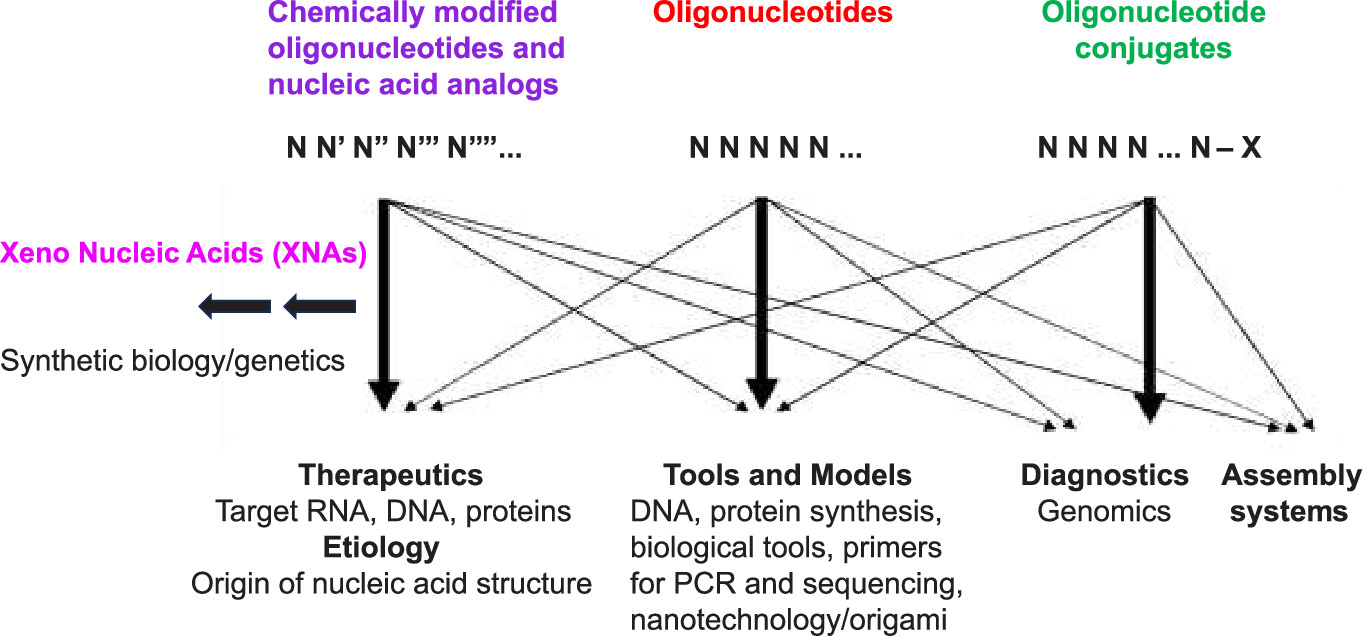 Chemically modified
oligonucleotides and
nucleic acid analogs
Oligonucleotides
Oligonucleotide
conjugates
N N’ N’’ N’’’ N’’’’...
N N N N N ...
N N N N ... N – X
Xeno Nucleic Acids (XNAs)
Synthetic biology/genetics
Therapeutics
Target RNA, DNA, proteins
Etiology
Origin of nucleic acid structure
Tools and Models
DNA, protein synthesis,
biological tools, primers
for PCR and sequencing,
nanotechnology/origami
Diagnostics
Genomics
Assembly
systems